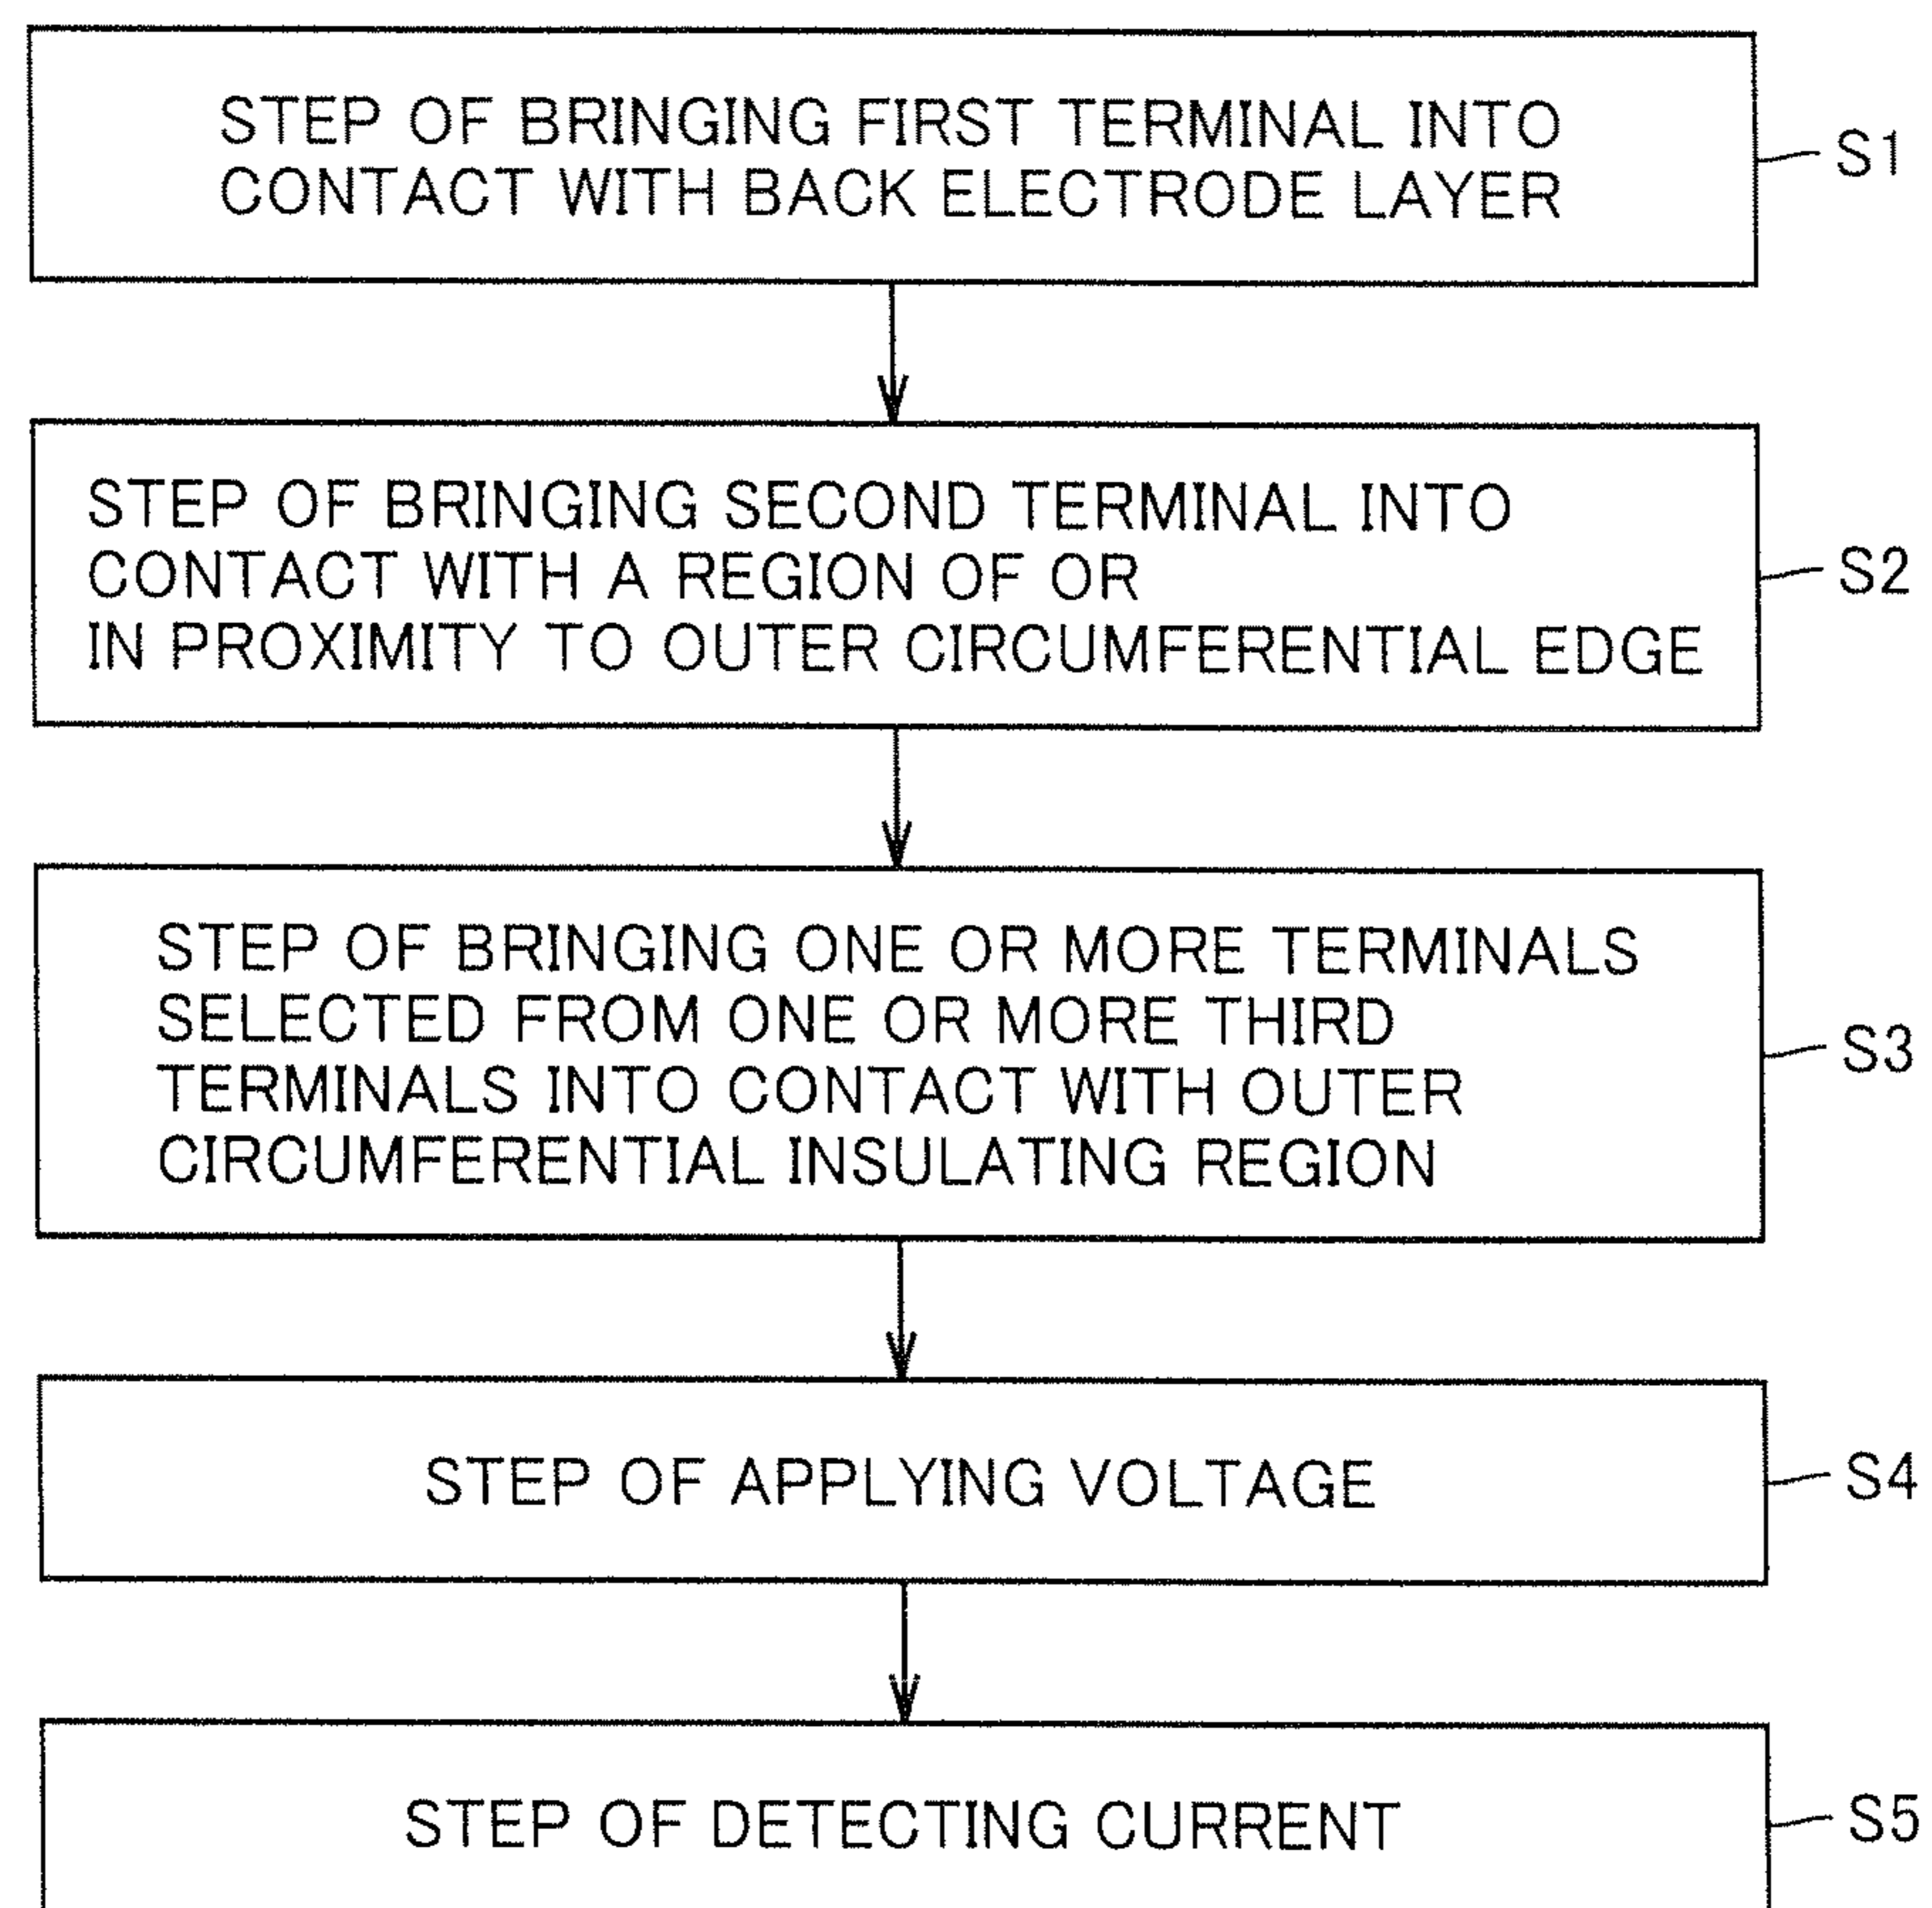 STEP OF BRINGING FIRST TERMINAL INTO
CONTACT WITH BACK ELECTRODE LAYER
S1
STEP OF BRINGING SECOND TERMINAL INTO
CONTACT WITH A REGION OF OR
IN PROXIMITY TO OUTER CIRCUMFERENTIAL EDGE
S2
STEP OF BRINGING ONE OR MORE TERMINALS
SELECTED FROM ONE OR MORE THIRD
TERMINALS INTO CONTACT WITH OUTER
CIRCUMFERENTIAL INSULATING REGION
S3
STEP OF APPLYING VOLTAGE
S4
STEP OF DETECTING CURRENT
S5